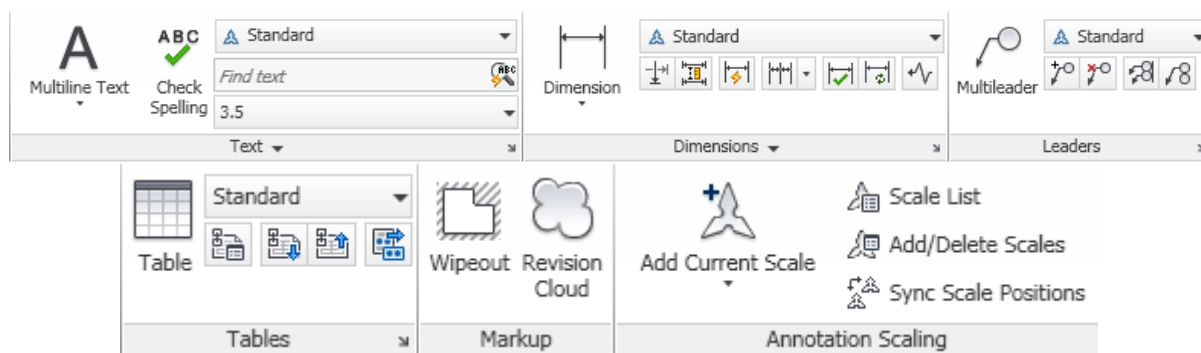 A
Multiline Text
ABC
Check
Spelling
Standard
Find text
ABC
3.5
Text
Dimension
Standard
Dimensions
Multileader
Standard
Leaders
Table
Standard
Tables
Wipeout
Revision
Cloud
Markup
Add Current Scale
Scale List
Add/Delete Scales
Sync Scale Positions
Annotation Scaling